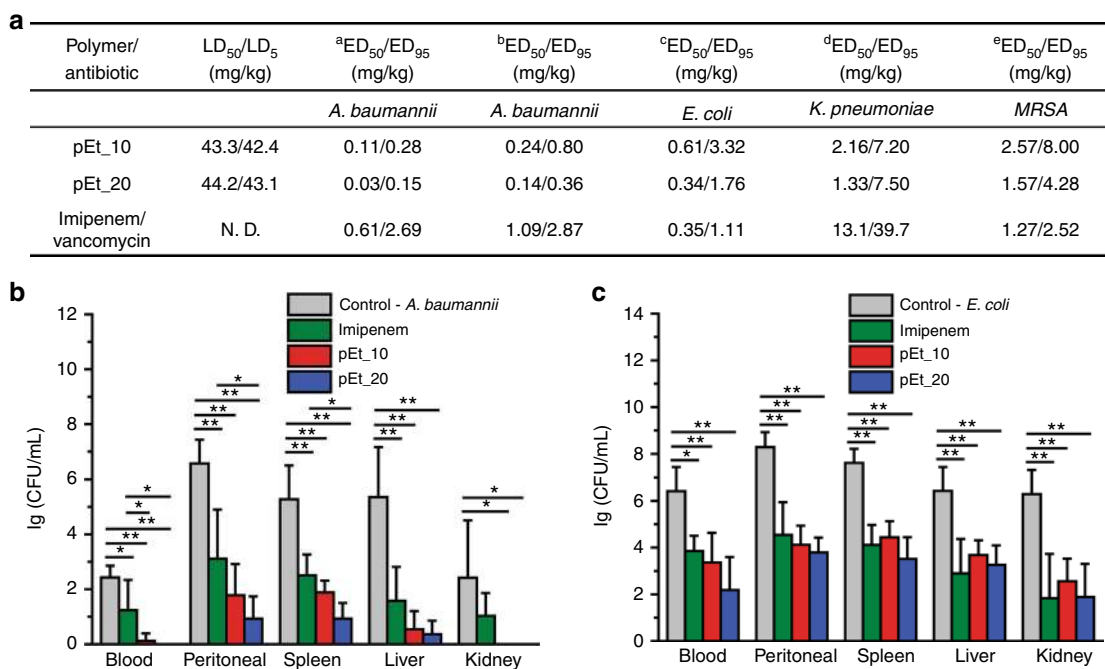 a
Polymer/ antibiotic LD50/LD5 (mg/kg) aED50/ED95 (mg/kg) bED50/ED95 (mg/kg) cED50/ED95 (mg/kg) dED50/ED95 (mg/kg) eED50/ED95 (mg/kg)
A. baumannii A. baumannii E. coli K. pneumoniae MRSA
pEt_10 43.3/42.4 0.11/0.28 0.24/0.80 0.61/3.32 2.16/7.20 2.57/8.00
pEt_20 44.2/43.1 0.03/0.15 0.14/0.36 0.34/1.76 1.33/7.50 1.57/4.28
Imipenem/ vancomycin N. D. 0.61/2.69 1.09/2.87 0.35/1.11 13.1/39.7 1.27/2.52
b
Control - A. baumannii
Imipenem
pEt_10
pEt_20
lg (CFU/mL)
12
10
8
6
4
2
0
* ** * *
* ** ** **
* ** ** **
** ** **
* *
Blood Peritoneal Spleen Liver Kidney
c
Control - E. coli
Imipenem
pEt_10
pEt_20
lg (CFU/mL)
14
12
10
8
6
4
2
0
** ** *
** ** **
** ** **
** ** **
** ** **
Blood Peritoneal Spleen Liver Kidney